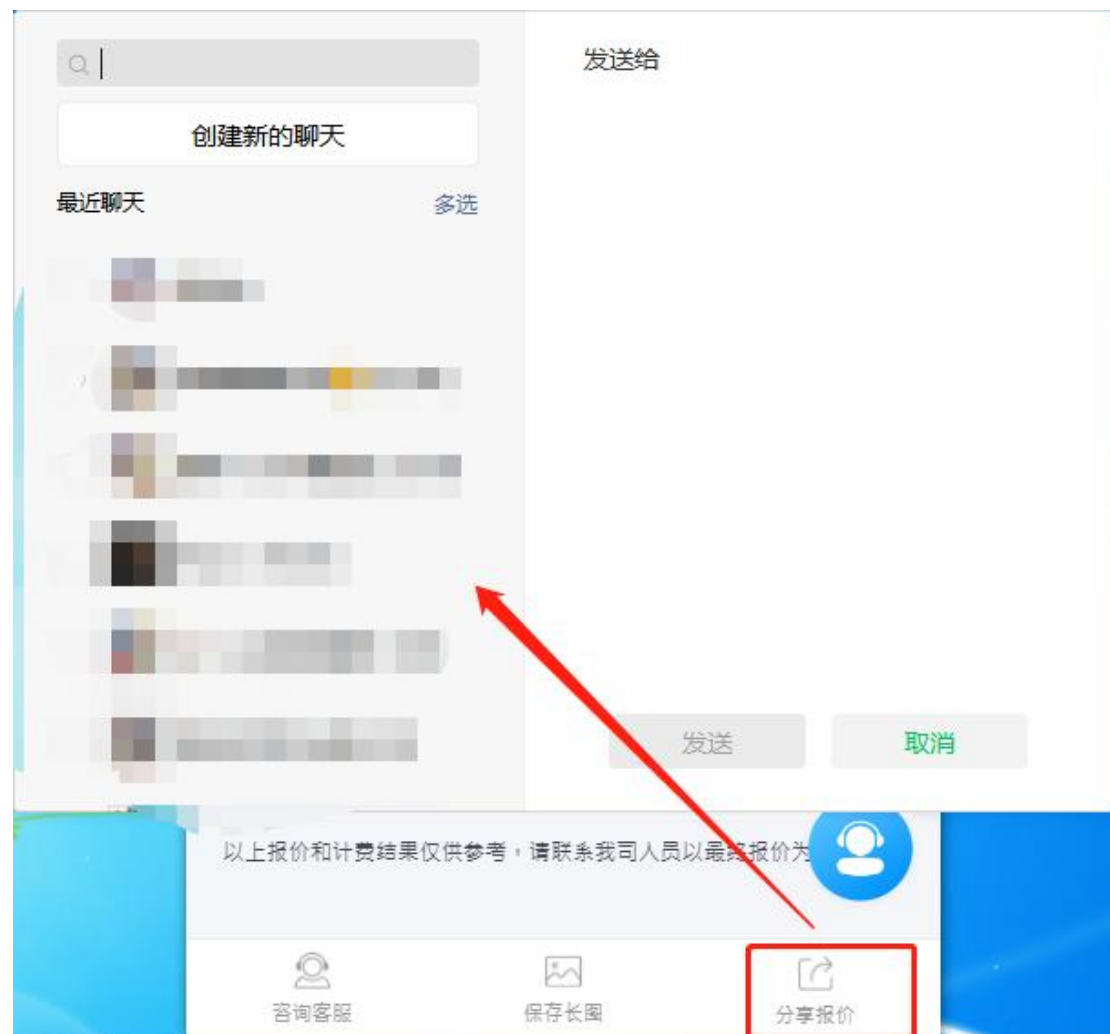 发送给
创建新的聊天
最近聊天
多选
发送
取消
以上报价和计费结果仅供参考，请联系我司人员以最终报价为
咨询客服
保存长图
分享报价